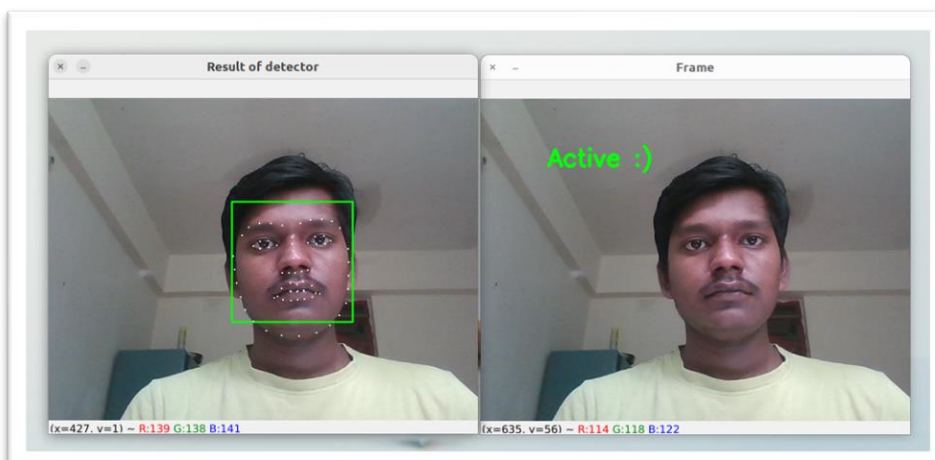 Result of detector
Frame
Active :)
(x=427, y=1) ~ R:139 G:138 B:141
(x=635, y=56) ~ R:114 G:118 B:122